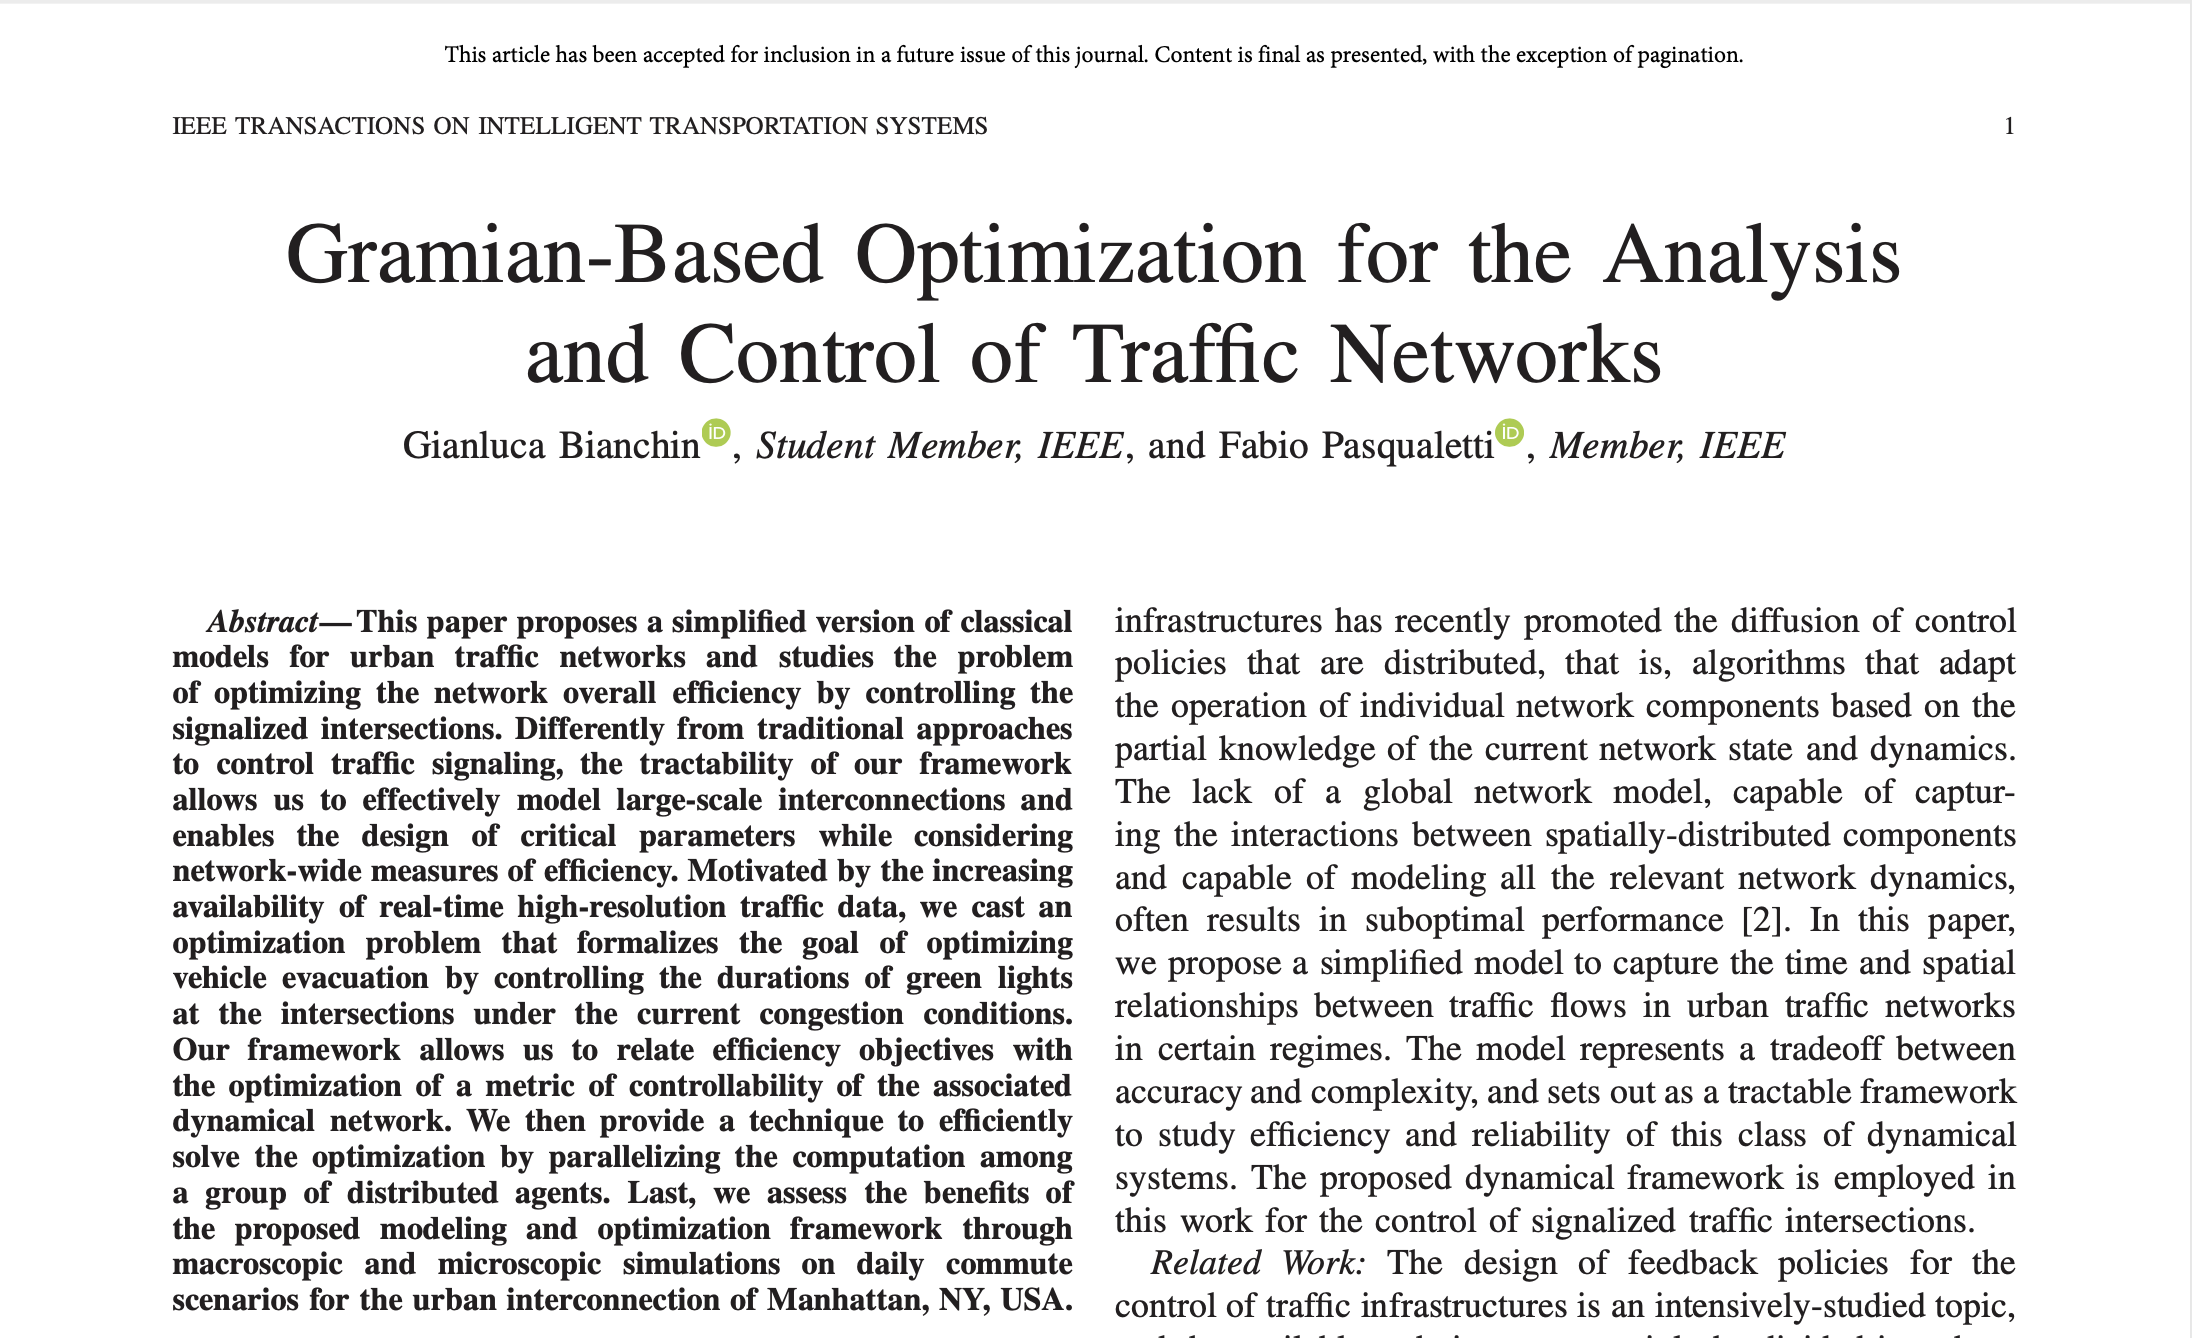 This article has been accepted for inclusion in a future issue of this journal. Content is final as presented, with the exception of pagination.
IEEE TRANSACTIONS ON INTELLIGENT TRANSPORTATION SYSTEMS 1
Gramian-Based Optimization for the Analysis
and Control of Traffic Networks
Gianluca Bianchin iD, Student Member, IEEE, and Fabio Pasqualetti iD, Member, IEEE
Abstract—This paper proposes a simplified version of classical
models for urban traffic networks and studies the problem
of optimizing the network overall efficiency by controlling the
signalized intersections. Differently from traditional approaches
to control traffic signaling, the tractability of our framework
allows us to effectively model large-scale interconnections and
enables the design of critical parameters while considering
network-wide measures of efficiency. Motivated by the increasing
availability of real-time high-resolution traffic data, we cast an
optimization problem that formalizes the goal of optimizing
vehicle evacuation by controlling the durations of green lights
at the intersections under the current congestion conditions.
Our framework allows us to relate efficiency objectives with
the optimization of a metric of controllability of the associated
dynamical network. We then provide a technique to efficiently
solve the optimization by parallelizing the computation among
a group of distributed agents. Last, we assess the benefits of
the proposed modeling and optimization framework through
macroscopic and microscopic simulations on daily commute
scenarios for the urban interconnection of Manhattan, NY, USA.
infrastructures has recently promoted the diffusion of control
policies that are distributed, that is, algorithms that adapt
the operation of individual network components based on the
partial knowledge of the current network state and dynamics.
The lack of a global network model, capable of captur-
ing the interactions between spatially-distributed components
and capable of modeling all the relevant network dynamics,
often results in suboptimal performance [2]. In this paper,
we propose a simplified model to capture the time and spatial
relationships between traffic flows in urban traffic networks
in certain regimes. The model represents a tradeoff between
accuracy and complexity, and sets out as a tractable framework
to study efficiency and reliability of this class of dynamical
systems. The proposed dynamical framework is employed in
this work for the control of signalized traffic intersections.
Related Work: The design of feedback policies for the
control of traffic infrastructures is an intensively-studied topic,